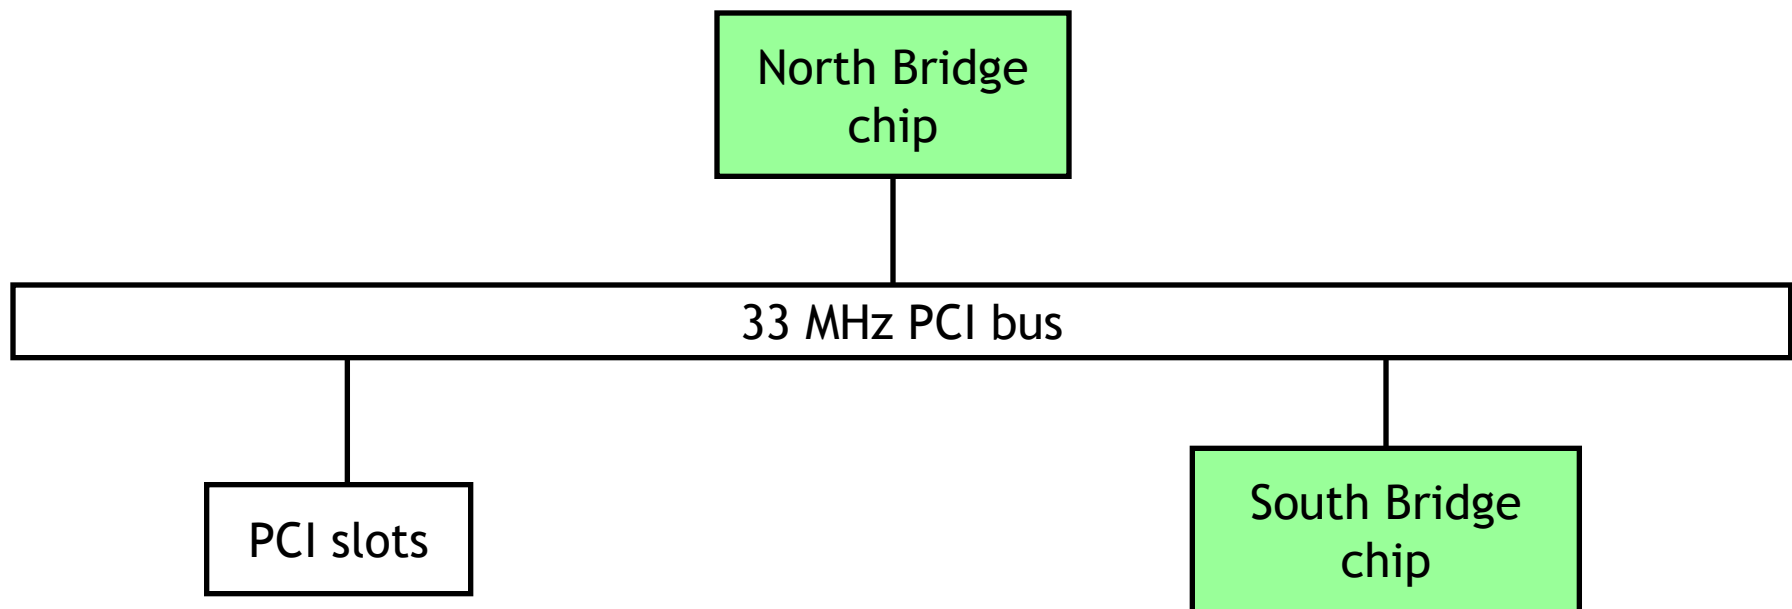 North Bridge
chip
33 MHz PCI bus
PCI slots
South Bridge
chip